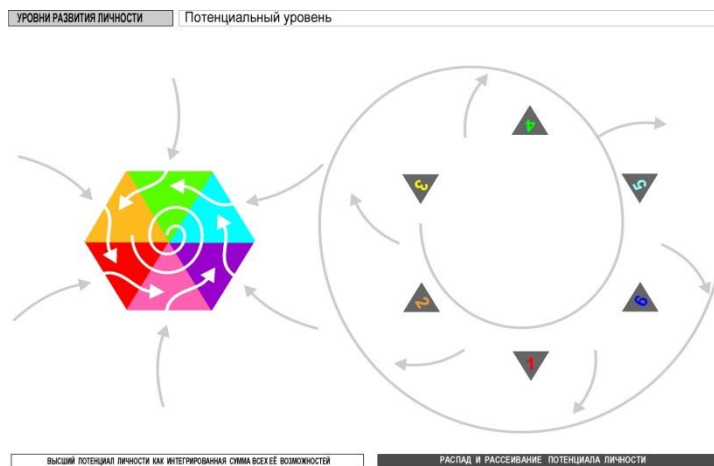 УРОВНИ РАЗВИТИЯ ЛИЧНОСТИ
Потенциальный уровень
4
3
5
2
6
1
ВЫСШИЙ ПОТЕНЦИАЛ ЛИЧНОСТИ КАК ИНТЕГРИРОВАННАЯ СУММА ВСЕХ ЕЁ ВОЗМОЖНОСТЕЙ
РАСПАД И РАССЕИВАНИЕ ПОТЕНЦИАЛА ЛИЧНОСТИ